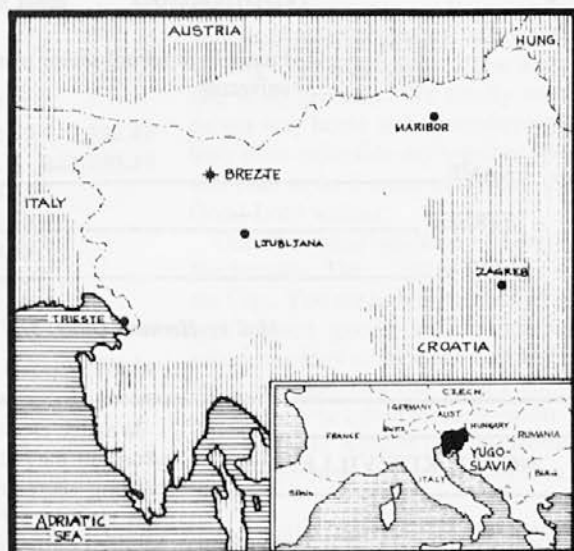 AUSTRIA
HUNG.
MARIBOR
BREZTE
ITALY
LJUBLJANA
ZAGREB
TRIESTE
CROATIA
CZECH.
GERMANY
AUST.
HUNGARY
SWITZ.
FRANCE
RUMANIA
YUGO-
SLAVIA
ITALY
BULG.
SPAIN
ADRIATIC
SEA